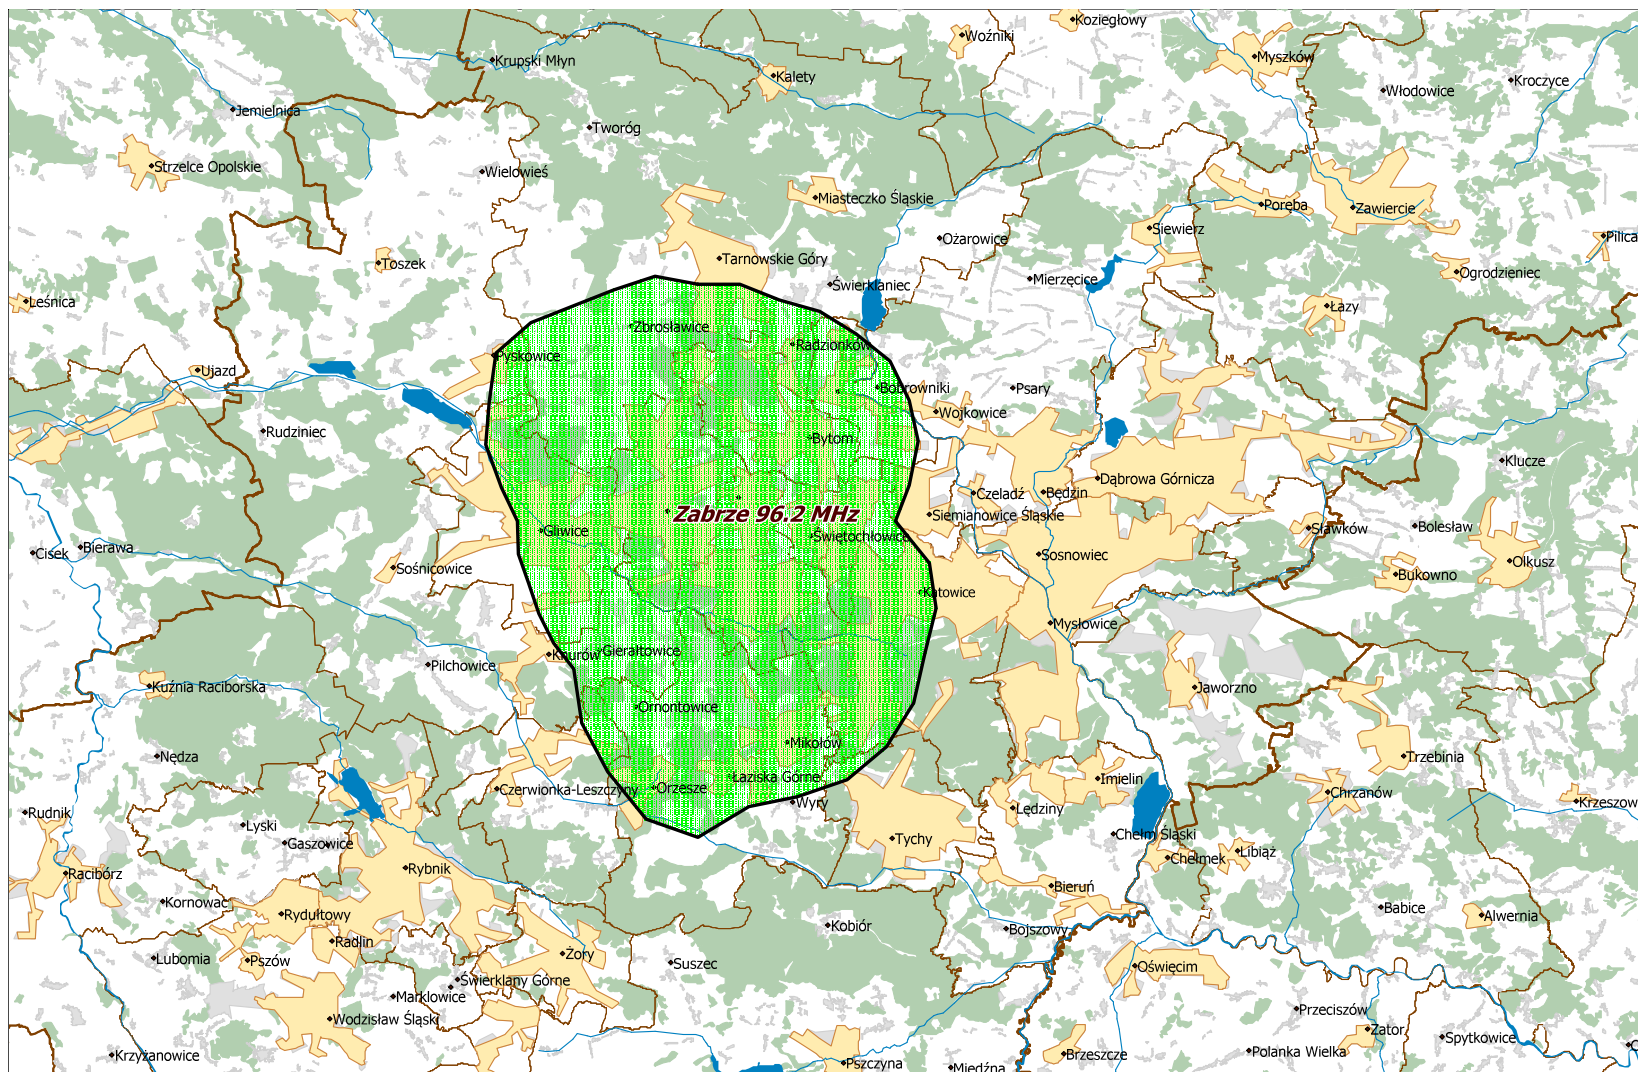 Koziegłowy
Woźniki
Myszków
Krupski Młyn
Kalety
Kroczyce
Włodowice
Jemielnica
Tworóg
Strzelce Opolskie
Wielowieś
Miasteczko Śląskie
Poręba
Zawiercie
Siewierz
Ożarowice
Pilica
Tarnowskie Góry
Toszek
Ogrodzieniec
Mierzęcice
Świerklaniec
Leśnica
Łazy
Zbrosławice
Radzionków
Pyskowice
Ujazd
Bobrowniki
Psary
Wojkowice
Rudziniec
Bytom
Klucze
Dąbrowa Górnicza
Czeladź
Będzin
Zabrze 96.2 MHz
Siemianowice Śląskie
Sławków
Bolesław
Gliwice
Świętochłowice
Cisek
Bierawa
Sosnowiec
Olkusz
Sośnicowice
Bukowno
Katowice
Mysłowice
Knurów
Gierałtowice
Pilchowice
Kuźnia Raciborska
Jaworzno
Ornontowice
Mikołów
Nędza
Trzebinia
Łaziska Górne
Imielin
Orzesze
Czerwionka-Leszczyny
Chrzanów
Wyry
Krzeszow
Lędziny
Rudnik
Lyski
Chełm Śląski
Tychy
Gaszowice
Libiąż
Chełmek
Rybnik
Racibórz
Bieruń
Kornowac
Babice
Rydułtowy
Alwernia
Kobiór
Bojszowy
Radlin
Żory
Lubomia
Pszów
Suszec
Oświęcim
Świerklany Górne
Marklowice
Przeciszów
Wodzisław Śląski
Zator
Spytkowice
Polanka Wielka
Krzyżanowice
Brzeszcze
Pszczyna
Miedźna